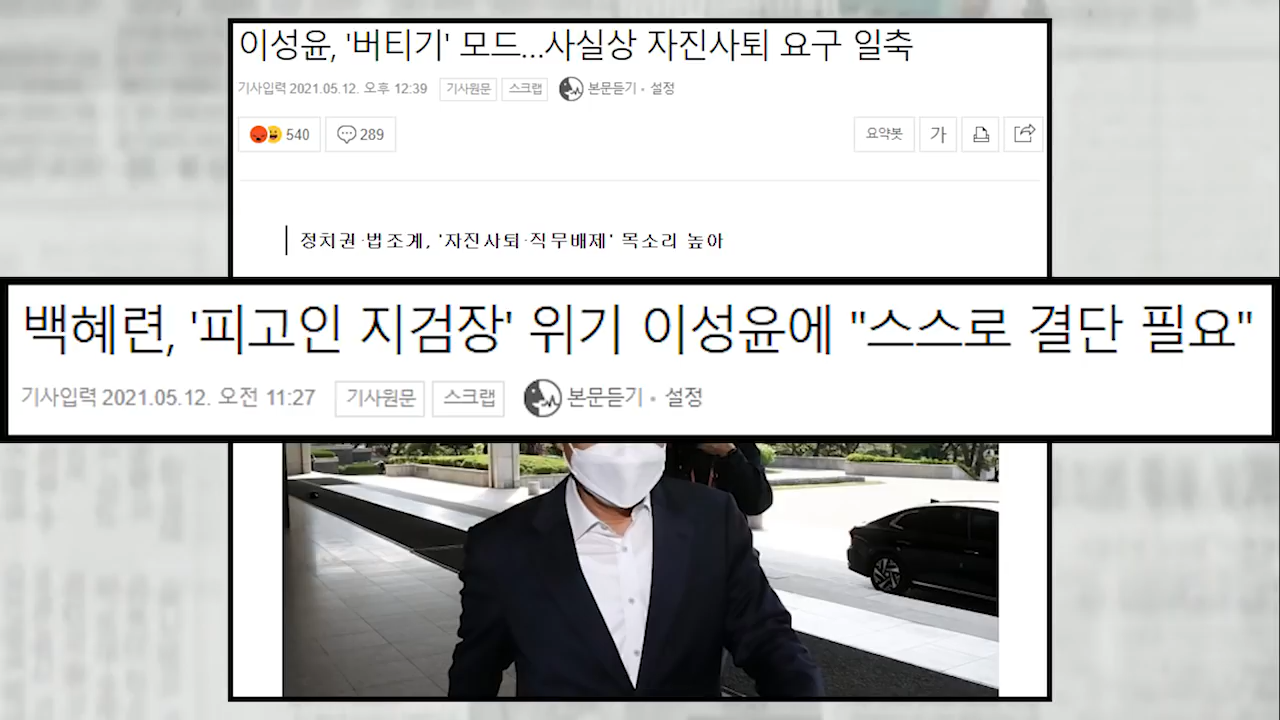 이성윤, '버티기' 모드...사실상 자진사퇴 요구 일축
기사입력 2021.05.12. 오후 12:39 기사원문 스크랩 본문듣기 · 설정
540 289 요약봇 가
정치권·법조계, '자진사퇴·직무배제' 목소리 높아
백혜련, '피고인 지검장' 위기 이성윤에 "스스로 결단 필요"
기사입력 2021.05.12. 오전 11:27 기사원문 스크랩 본문듣기 · 설정